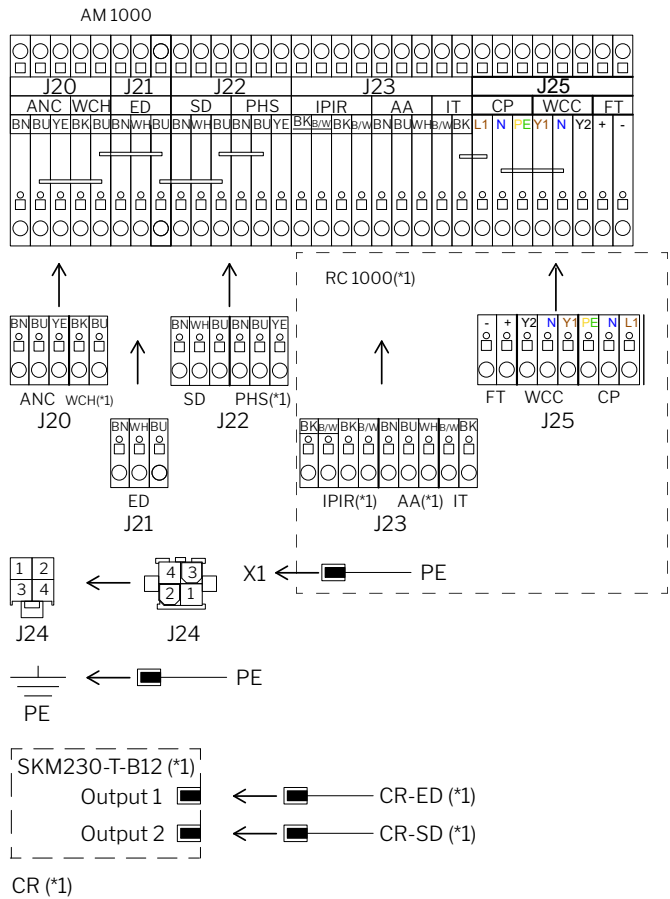 AM 1000
J20 J21 J22 J23 J25
ANC WCH ED SD PHS IPIR AA IT CP WCC FT
BN BU YE BK BU BN WH BU BN WH BU BN BU YE BK B/W BK B/W BN BU WH B/W BK L1 N PE Y1 N Y2 + -
RC 1000(*1)
BN BU YE BK BU
BN WH BU BN BU YE
- + Y2 N Y1 PE N L1
ANC WCH(*1)
J20
SD PHS(*1)
J22
FT WCC CP
J25
BN WH BU
BK B/W BK B/W BN BU WH B/W BK
ED
J21
IPIR(*1) AA(*1) IT
J23
1 2
3 4
J24
4 3
2 1
J24
X1 PE
PE
PE
SKM230-T-B12 (*1)
Output 1 CR-ED (*1)
Output 2 CR-SD (*1)
CR (*1)